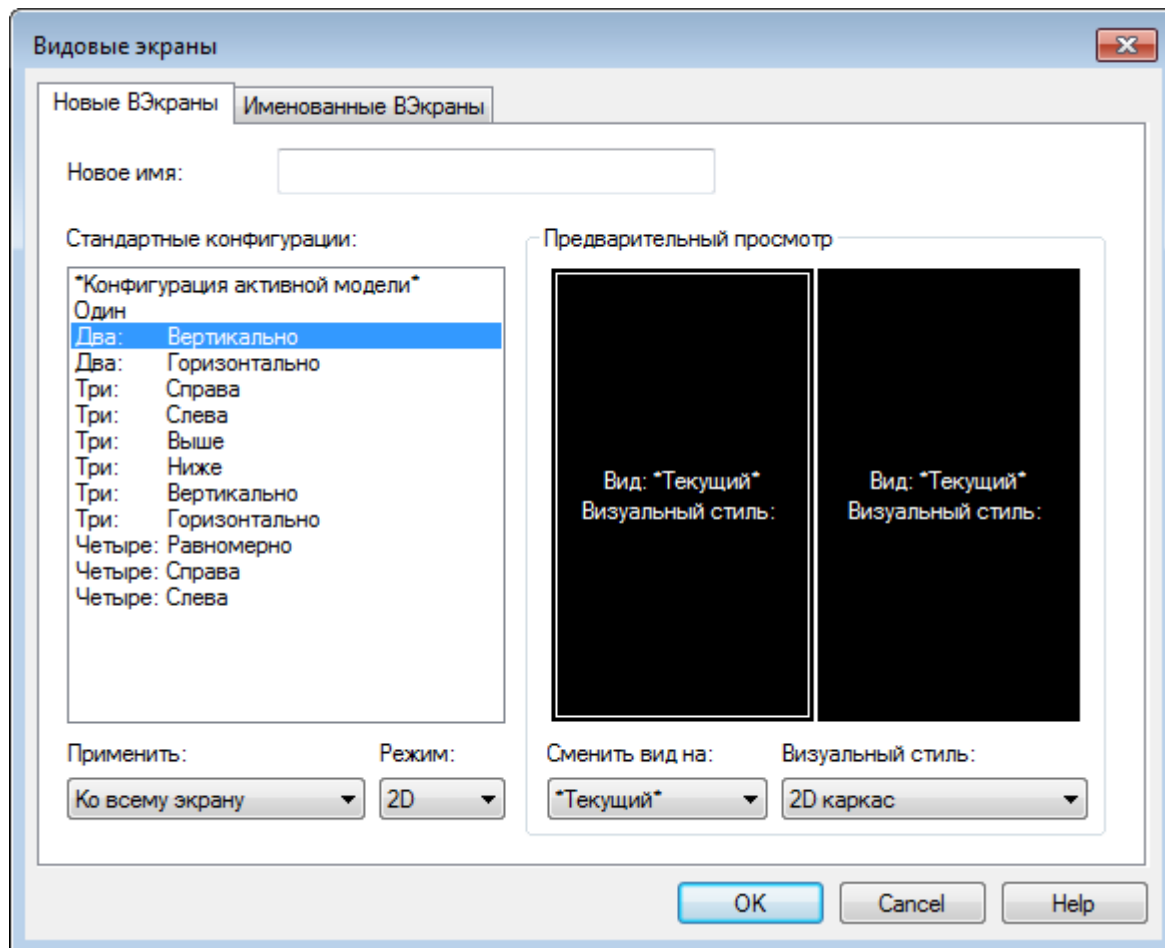 Видовые экраны
Новые ВЭкраны Именованные ВЭкраны
Новое имя:
Стандартные конфигурации:
*Конфигурация активной модели*
Один
Два: Вертикально
Два: Горизонтально
Три: Справа
Три: Слева
Три: Выше
Три: Ниже
Три: Вертикально
Три: Горизонтально
Четыре: Равномерно
Четыре: Справа
Четыре: Слева
Применить: Режим:
Ко всему экрану 2D
Предварительный просмотр
Вид: *Текущий*
Визуальный стиль:
Вид: *Текущий*
Визуальный стиль:
Сменить вид на: Визуальный стиль:
*Текущий* 2D каркас
OK Cancel Help